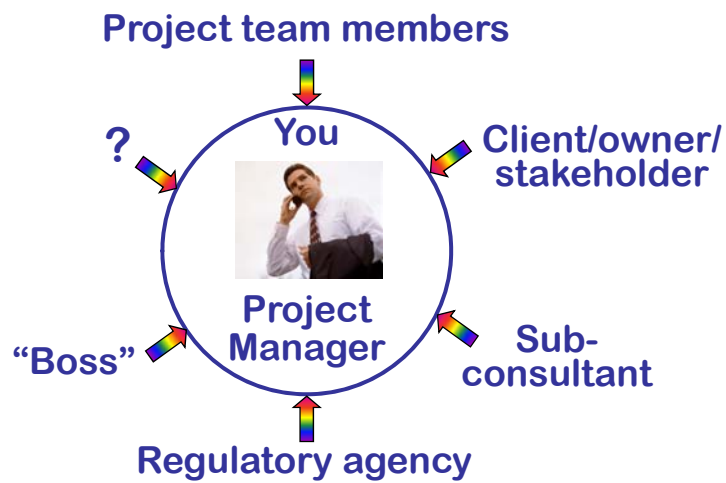 Project team members
You
?
Client/owner/
stakeholder
Project
Manager
“Boss”
Sub-
consultant
Regulatory agency